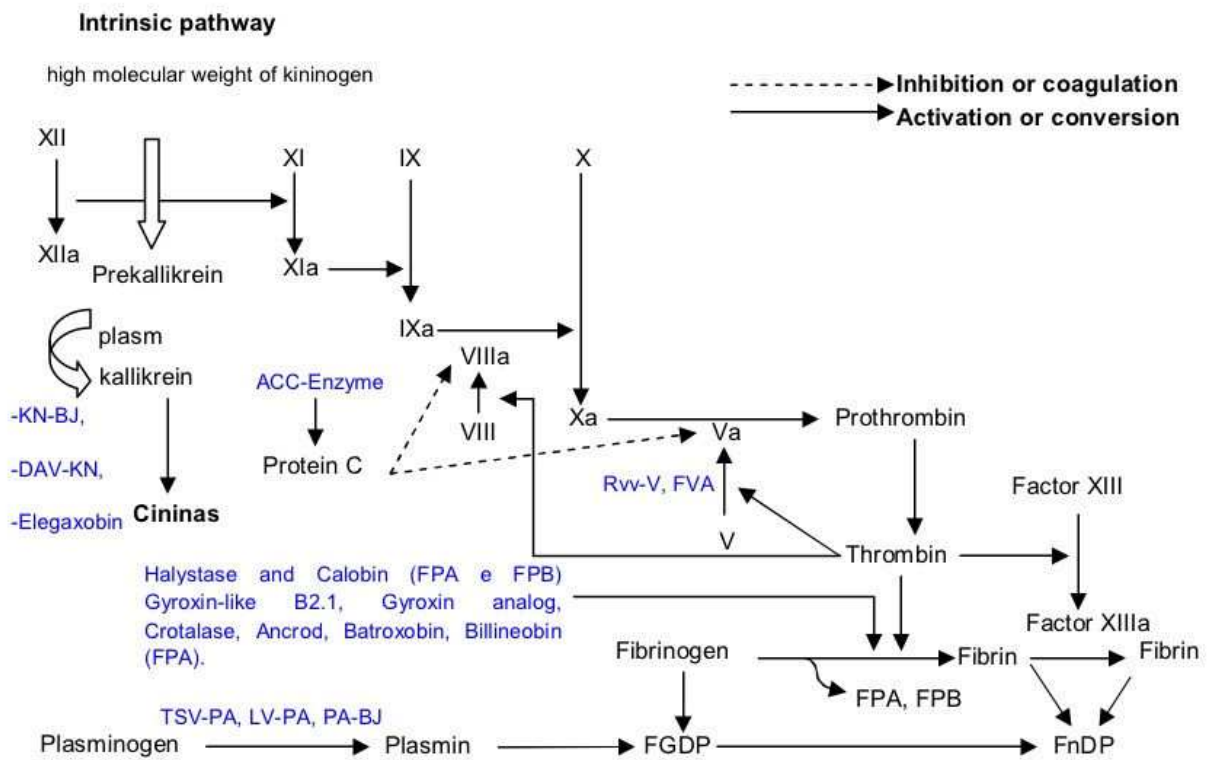 Intrinsic pathway
high molecular weight of kininogen
Inhibition or coagulation
Activation or conversion
XII
XI
IX
X
XIIa
Prekallikrein
XIa
plasm
kallikrein
IXa
VIIIa
ACC-Enzyme
-KN-BJ,
VIII
Xa
Prothrombin
Va
Protein C
-DAV-KN,
Rvv-V, FVA
Factor XIII
-Elegaxobin
Cininas
V
Thrombin
Halystase and Calobin (FPA e FPB)
Gyroxin-like B2.1, Gyroxin analog,
Crotalase, Ancrod, Batroxobin, Billineobin
(FPA).
Factor XIIIa
Fibrinogen
Fibrin
Fibrin
FPA, FPB
TSV-PA, LV-PA, PA-BJ
Plasminogen
Plasmin
FGDP
FnDP